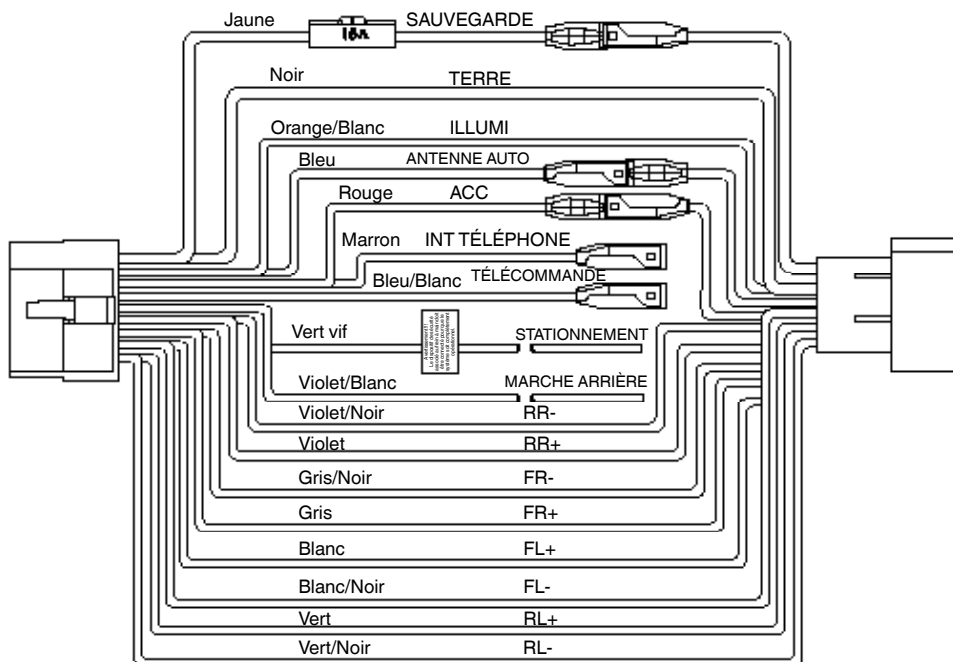 Jaune SAUVEGARDE
15A
Noir TERRE
Orange/Blanc ILLUMI
Bleu ANTENNE AUTO
Rouge ACC
Marron INT TÉLÉPHONE
Bleu/Blanc TÉLÉCOMMANDE
Vert vif STATIONNEMENT
Avertissement!
Violet/Blanc MARCHE ARRIÈRE
Violet/Noir RR-
Violet RR+
Gris/Noir FR-
Gris FR+
Blanc FL+
Blanc/Noir FL-
Vert RL+
Vert/Noir RL-